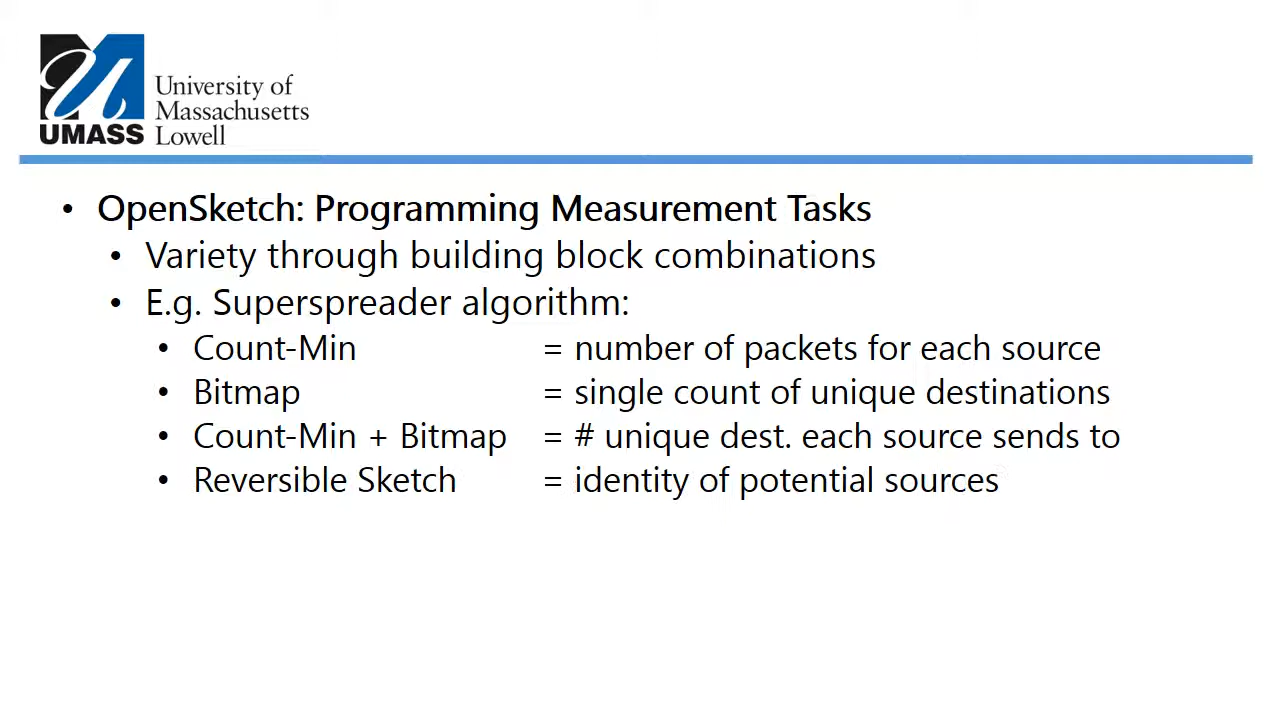 University of
Massachusetts
Lowell
UMASS
• OpenSketch: Programming Measurement Tasks
• Variety through building block combinations
• E.g. Superspreader algorithm:
• Count-Min = number of packets for each source
• Bitmap = single count of unique destinations
• Count-Min + Bitmap = # unique dest. each source sends to
• Reversible Sketch = identity of potential sources